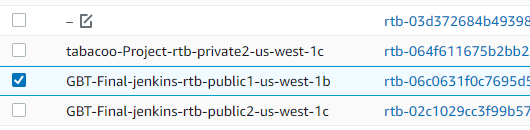 – rtb-03d372684b49398
tabacoo-Project-rtb-private2-us-west-1c rtb-064f611675b2bb2
GBT-Final-jenkins-rtb-public1-us-west-1b rtb-06c0631f0c7695d5
GBT-Final-jenkins-rtb-public2-us-west-1c rtb-02c1029cc3f99b57